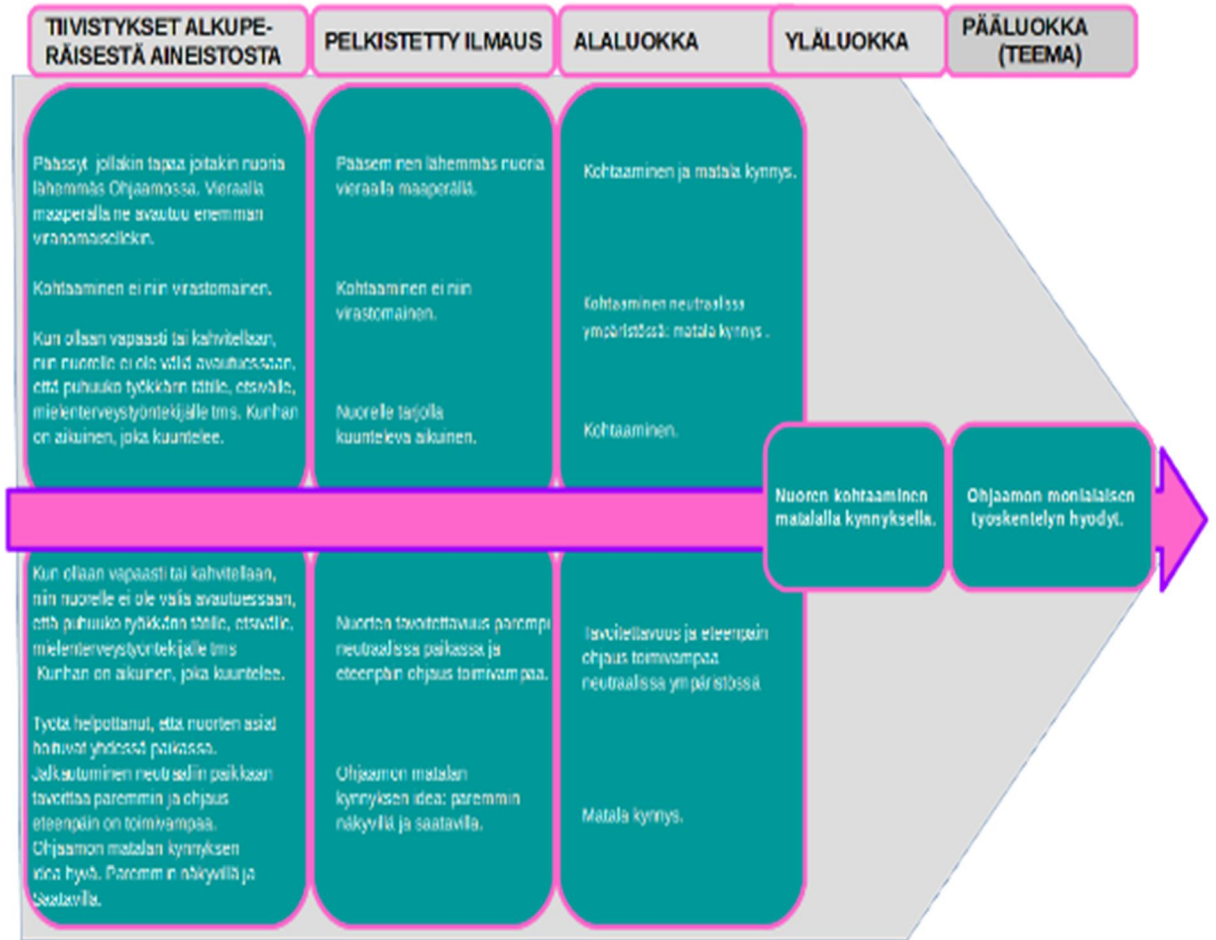 TIIVISTYKSET ALKUPE-
RÄISESTÄ AINEISTOSTA
PELKISTETTY ILMAUS
ALALUOKKA
YLÄLUOKKA
PÄÄLUOKKA
(TEEMA)
Päässyt jollakin tapaa joitakin nuoria
lähemmäs Ohjaamossa. Vieraalla
maaperällä ne avautuu enemmän
viranomaisellekin.
Kohtaaminen ei niin virastomainen.
Kun ollaan vapaasti tai kahvitellaan,
niin nuorelle ei ole väliä avautuessaan,
että puhuuko työkkärin tätille, etsivälle,
mielenterveystyöntekijälle tms. Kunhan
on aikuinen, joka kuuntelee.
Pääseminen lähemmäs nuoria
vieraalla maaperällä.
Kohtaaminen ei niin
virastomainen.
Nuorelle tarjolla
kuunteleva aikuinen.
Kohtaaminen ja matala kynnys.
Kohtaaminen neutraalissa
ympäristössä: matala kynnys .
Kohtaaminen.
Nuoren kohtaaminen
matalalla kynnyksellä.
Ohjaamon monialaisen
työskentelyn hyödyt.
Kun ollaan vapaasti tai kahvitellaan,
niin nuorelle ei ole väliä avautuessaan,
että puhuuko työkkärin tätille, etsivälle,
mielenterveystyöntekijälle tms
Kunhan on aikuinen, joka kuuntelee.
Työtä helpottanut, että nuorten asiat
hoituvat yhdessä paikassa.
Jalkautuminen neutraaliin paikkaan
tavoittaa paremmin ja ohjaus
eteenpäin on toimivampaa.
Ohjaamon matalan kynnyksen
idea hyvä. Paremmin näkyvillä ja
Saatavilla.
Nuorten tavoitettavuus parempi
neutraalissa paikassa ja
eteenpäin ohjaus toimivampaa.
Ohjaamon matalan
kynnyksen idea: paremmin
näkyvillä ja saatavilla.
Tavoitettavuus ja eteenpäin
ohjaus toimivampaa
neutraalissa ympäristössä
Matala kynnys.